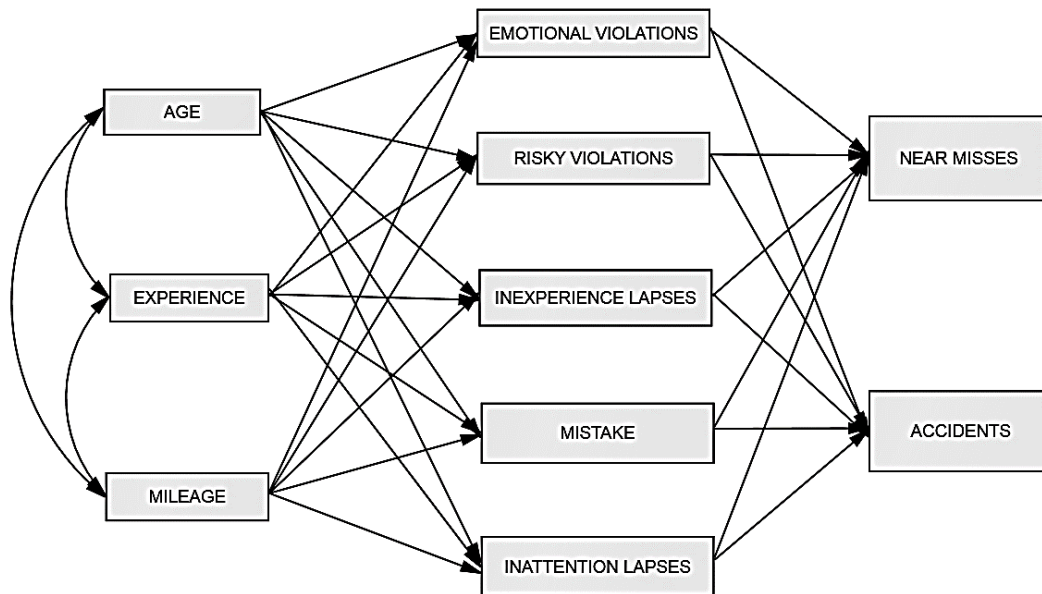 EMOTIONAL VIOLATIONS
AGE
RISKY VIOLATIONS
NEAR MISSES
EXPERIENCE
INEXPERIENCE LAPSES
MISTAKE
ACCIDENTS
MILEAGE
INATTENTION LAPSES